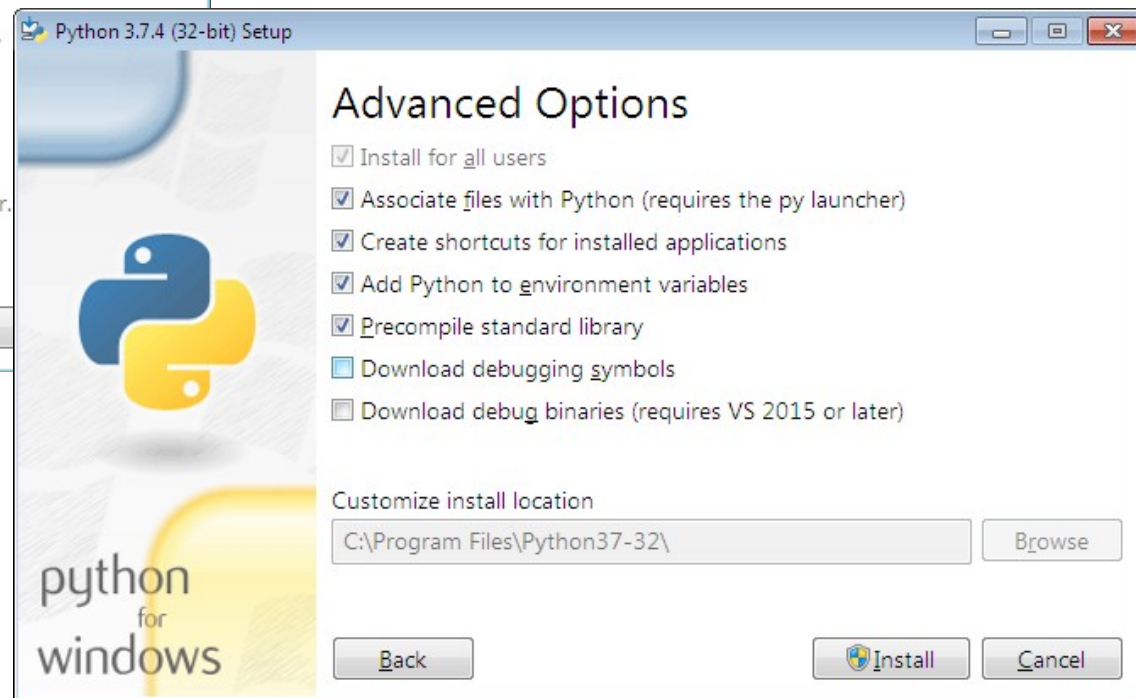 Python 3.7.4 (32-bit) Setup
Advanced Options
Install for all users
Associate files with Python (requires the py launcher)
r.
Create shortcuts for installed applications
Add Python to environment variables
Precompile standard library
Download debugging symbols
Download debug binaries (requires VS 2015 or later)
Customize install location
C:\Program Files\Python37-32\
Browse
python
for
windows
Back
Install
Cancel